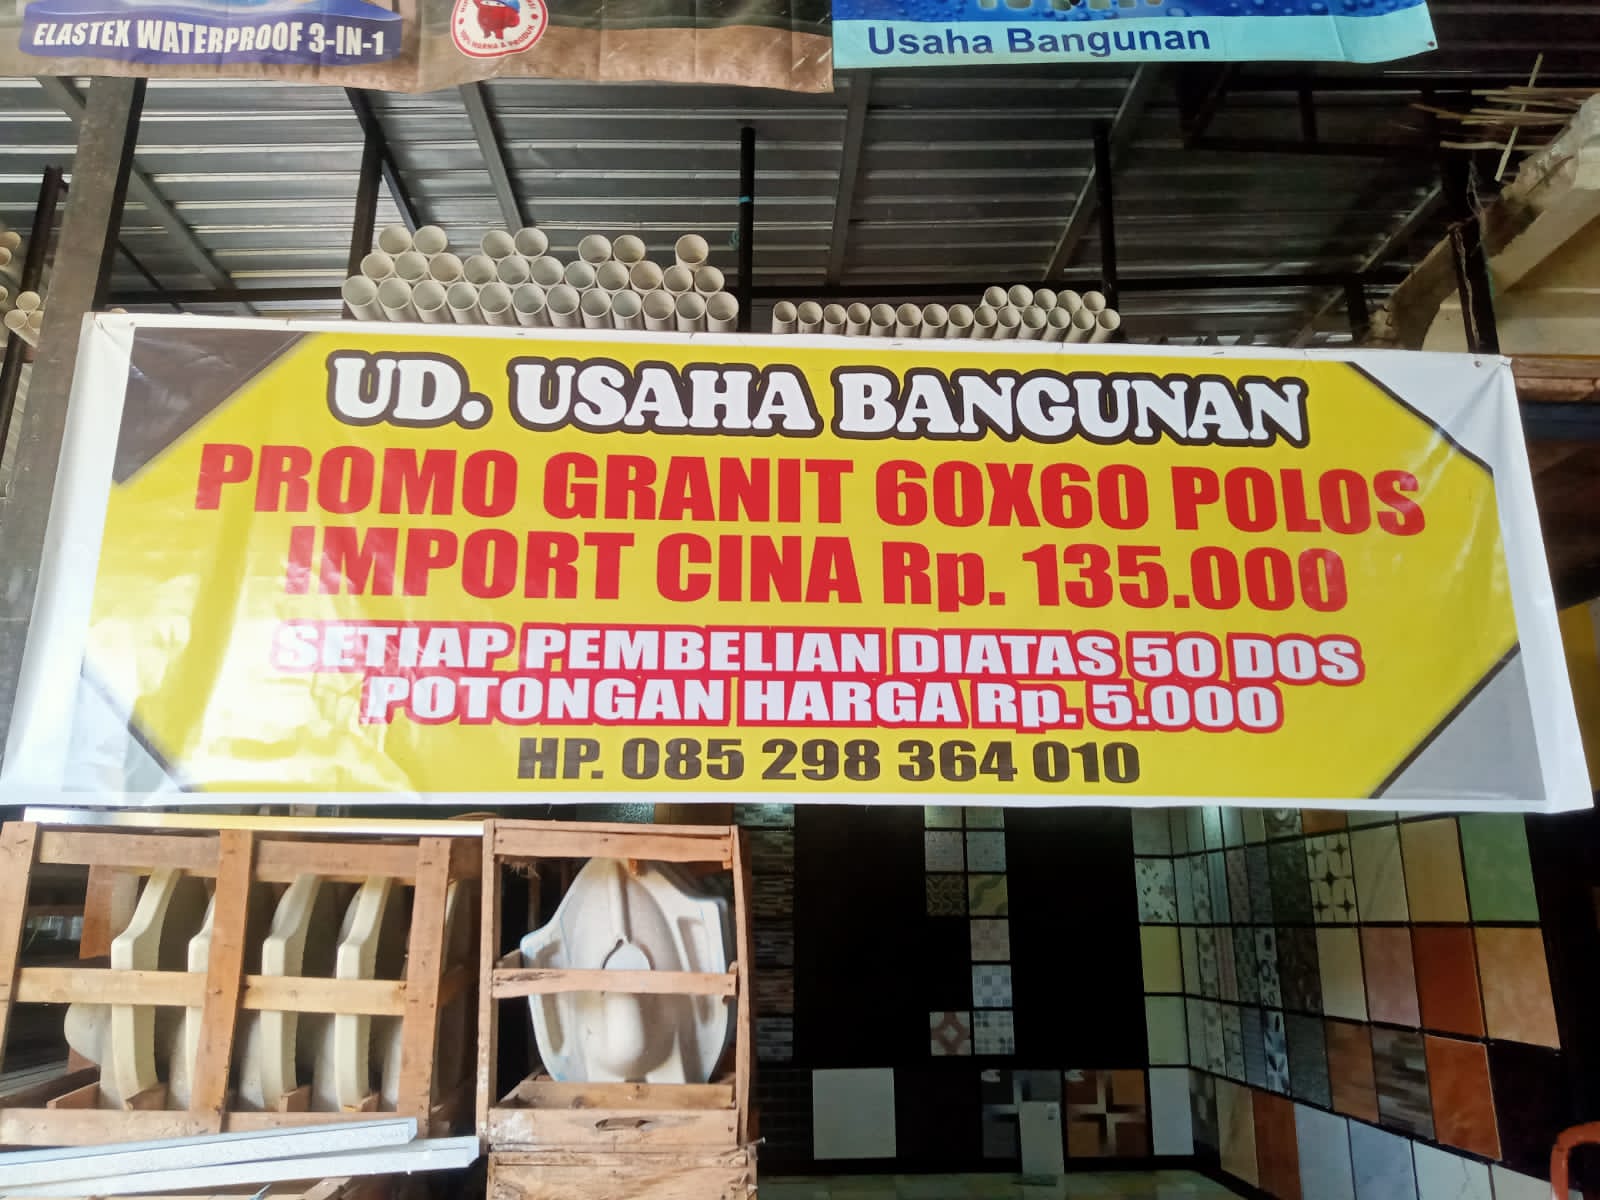 ELASTEX WATERPROOF 3-IN-1
Usaha Bangunan
UD. USAHA BANGUNAN
PROMO GRANIT 60X60 POLOS
IMPORT CINA Rp. 135.000
SETIAP PEMBELIAN DIATAS 50 DOS
POTONGAN HARGA Rp. 5.000
HP. 085 298 364 010